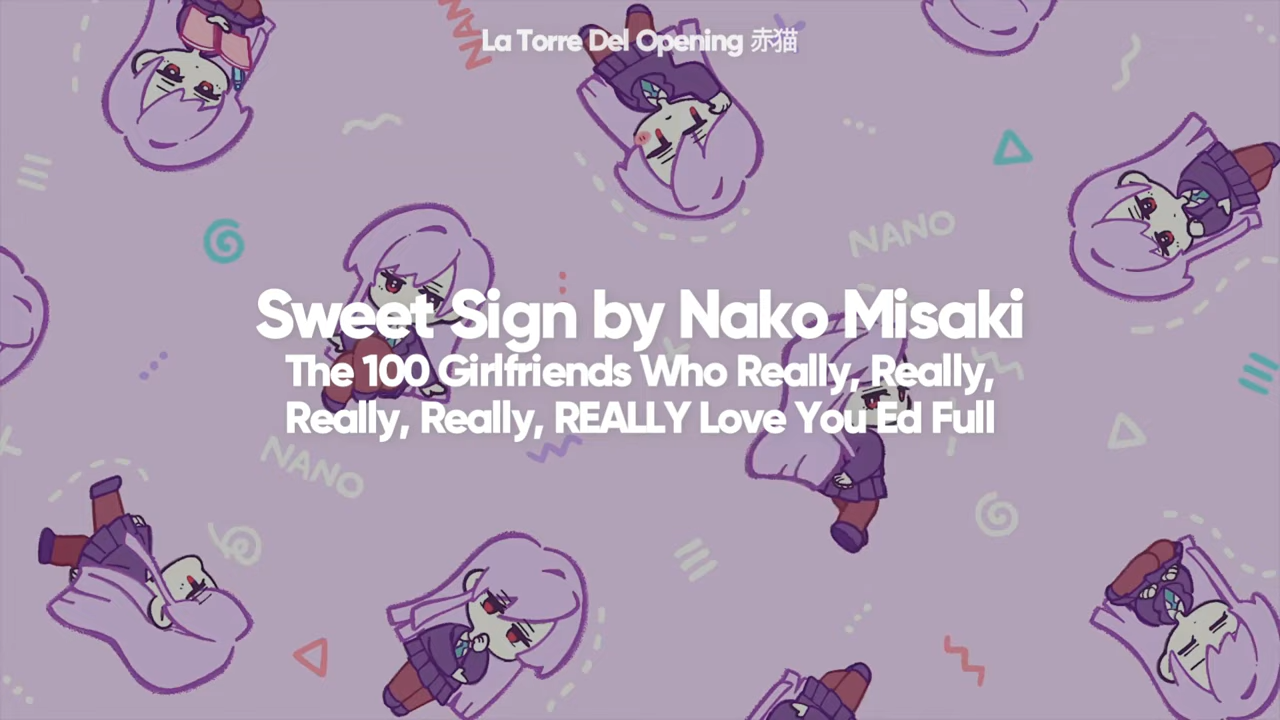 NANO
La Torre Del Opening 赤猫
NANO
Sweet Sign by Nako Misaki
The 100 Girlfriends Who Really, Really,
Really, Really, REALLY Love You Ed Full
NANO